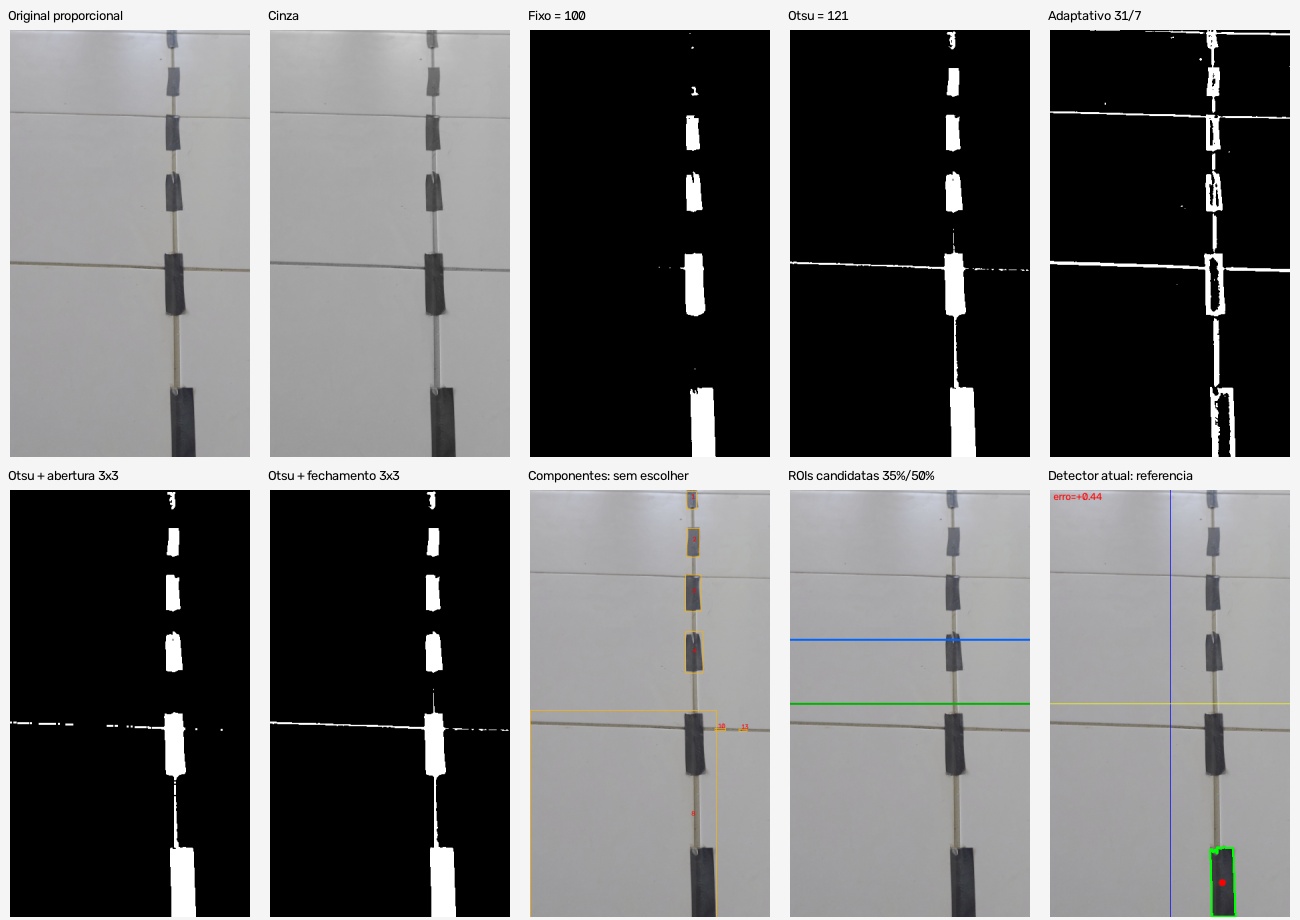 Original proporcional
Cinza
Fixo = 100
Otsu = 121
Adaptativo 31/7
Otsu + abertura 3x3
Otsu + fechamento 3x3
Componentes: sem escolher
ROIs candidatas 35%/50%
Detector atual: referencia
erro=+0.44